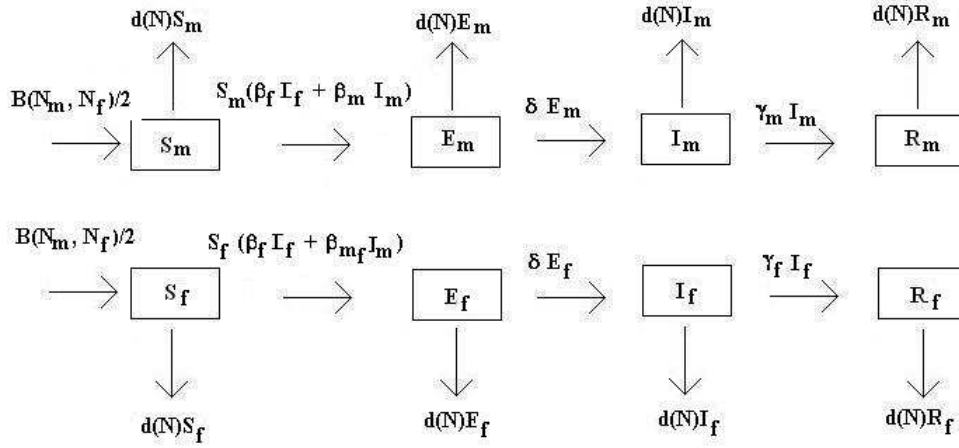 d(N)S_m d(N)E_m d(N)I_m d(N)R_m
B(N_m, N_f)/2 S_m(β_f I_f + β_m I_m) δ E_m γ_m I_m
S_m E_m I_m R_m
B(N_m, N_f)/2 S_f (β_f I_f + β_m_f I_m) δ E_f γ_f I_f
S_f E_f I_f R_f
d(N)S_f d(N)E_f d(N)I_f d(N)R_f